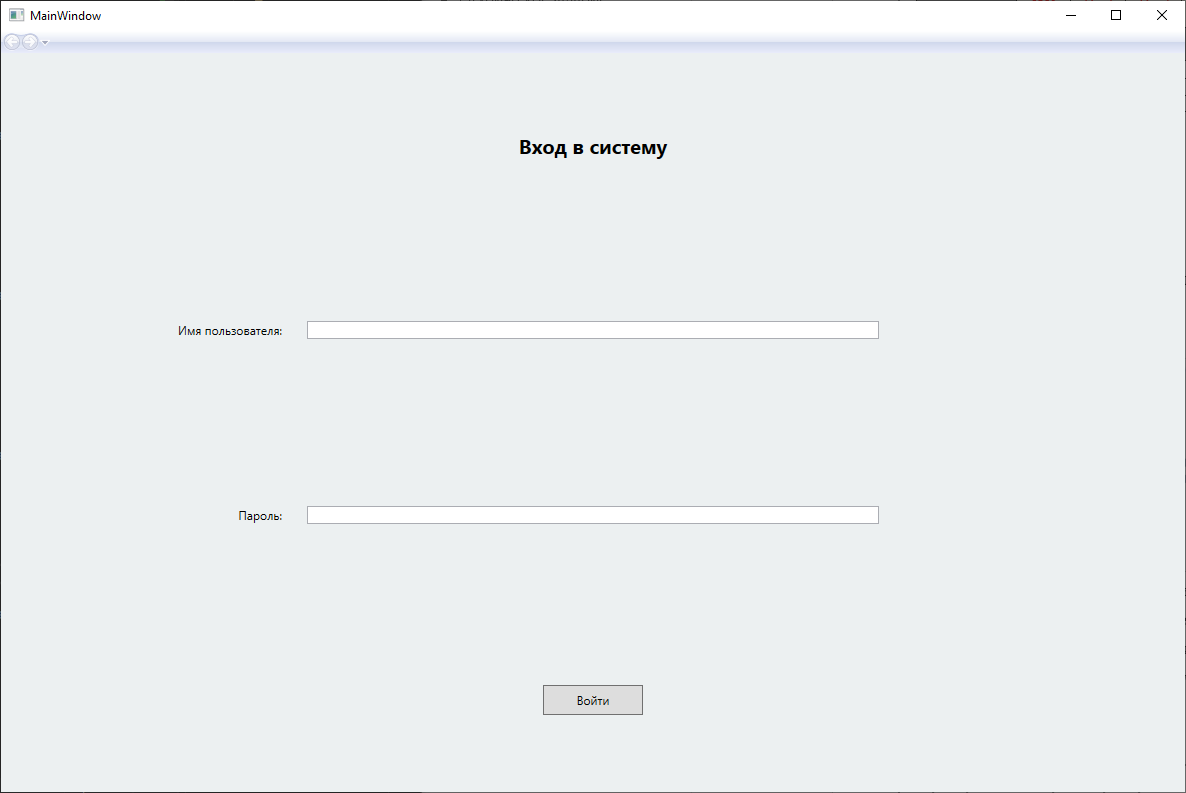 MainWindow
Вход в систему
Имя пользователя:
Пароль:
Войти